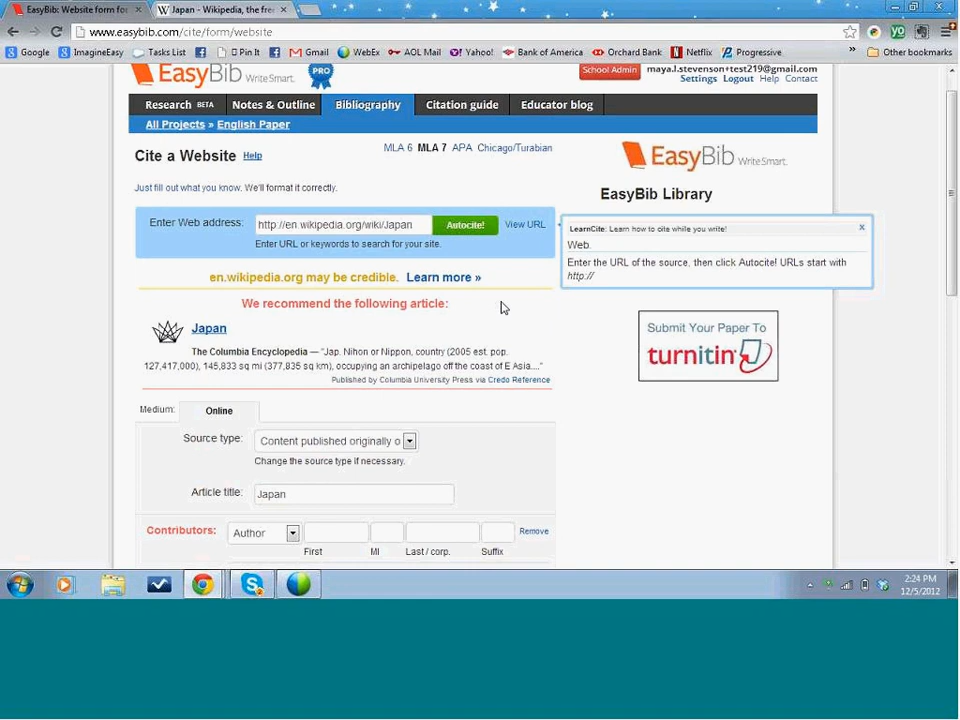 EasyBib: Website form for
Japan - Wikipedia, the free
www.easybib.com/cite/form/website
Google ImagineEasy Tasks List Pin It Gmail WebEx AOL Mail Yahoo! Bank of America Orchard Bank Netflix Progressive » Other bookmarks
EasyBib WriteSmart. PRO
School Admin maya.l.stevenson+test219@gmail.com
Settings Logout Help Contact
Research BETA Notes & Outline Bibliography Citation guide Educator blog
All Projects » English Paper
Cite a Website Help
MLA 6 MLA 7 APA Chicago/Turabian
EasyBib WriteSmart.
Just fill out what you know. We'll format it correctly.
EasyBib Library
Enter Web address: http://en.wikipedia.org/wiki/Japan Autocite! View URL
Enter URL or keywords to search for your site.
LearnCite: Learn how to cite while you write! x
Web.
Enter the URL of the source, then click Autocite! URLs start with
http://
en.wikipedia.org may be credible. Learn more »
We recommend the following article:
Japan
The Columbia Encyclopedia — "Jap. Nihon or Nippon, country (2005 est. pop.
127,417,000), 145,833 sq mi (377,835 sq km), occupying an archipelago off the coast of E Asia...."
Published by Columbia University Press via Credo Reference
Submit Your Paper To
turnitin
Medium: Online
Source type: Content published originally o
Change the source type if necessary.
Article title: Japan
Contributors: Author Remove
First MI Last / corp. Suffix
2:24 PM
12/5/2012